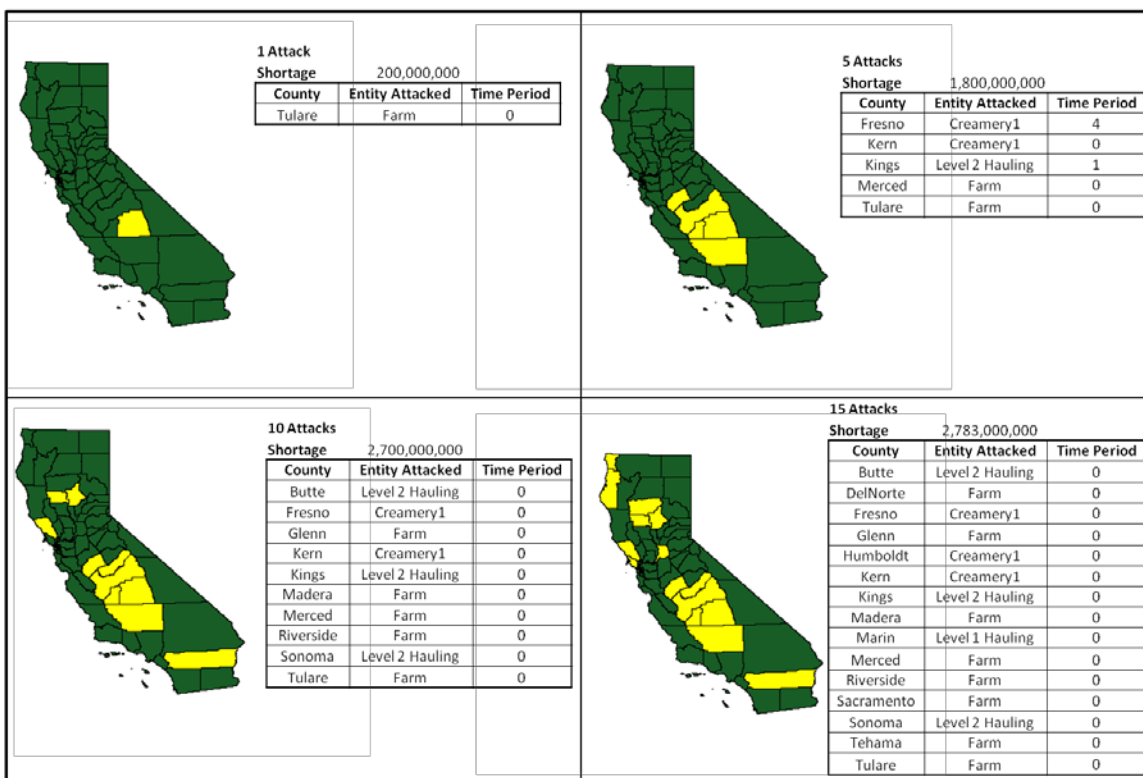 1 Attack
Shortage 200,000,000
County Entity Attacked Time Period
Tulare Farm 0
5 Attacks
Shortage 1,800,000,000
County Entity Attacked Time Period
Fresno Creamery1 4
Kern Creamery1 0
Kings Level 2 Hauling 1
Merced Farm 0
Tulare Farm 0
10 Attacks
Shortage 2,700,000,000
County Entity Attacked Time Period
Butte Level 2 Hauling 0
Fresno Creamery1 0
Glenn Farm 0
Kern Creamery1 0
Kings Level 2 Hauling 0
Madera Farm 0
Merced Farm 0
Riverside Farm 0
Sonoma Level 2 Hauling 0
Tulare Farm 0
15 Attacks
Shortage 2,783,000,000
County Entity Attacked Time Period
Butte Level 2 Hauling 0
DelNorte Farm 0
Fresno Creamery1 0
Glenn Farm 0
Humboldt Creamery1 0
Kern Creamery1 0
Kings Level 2 Hauling 0
Madera Farm 0
Marin Level 1 Hauling 0
Merced Farm 0
Riverside Farm 0
Sacramento Farm 0
Sonoma Level 2 Hauling 0
Tehama Farm 0
Tulare Farm 0